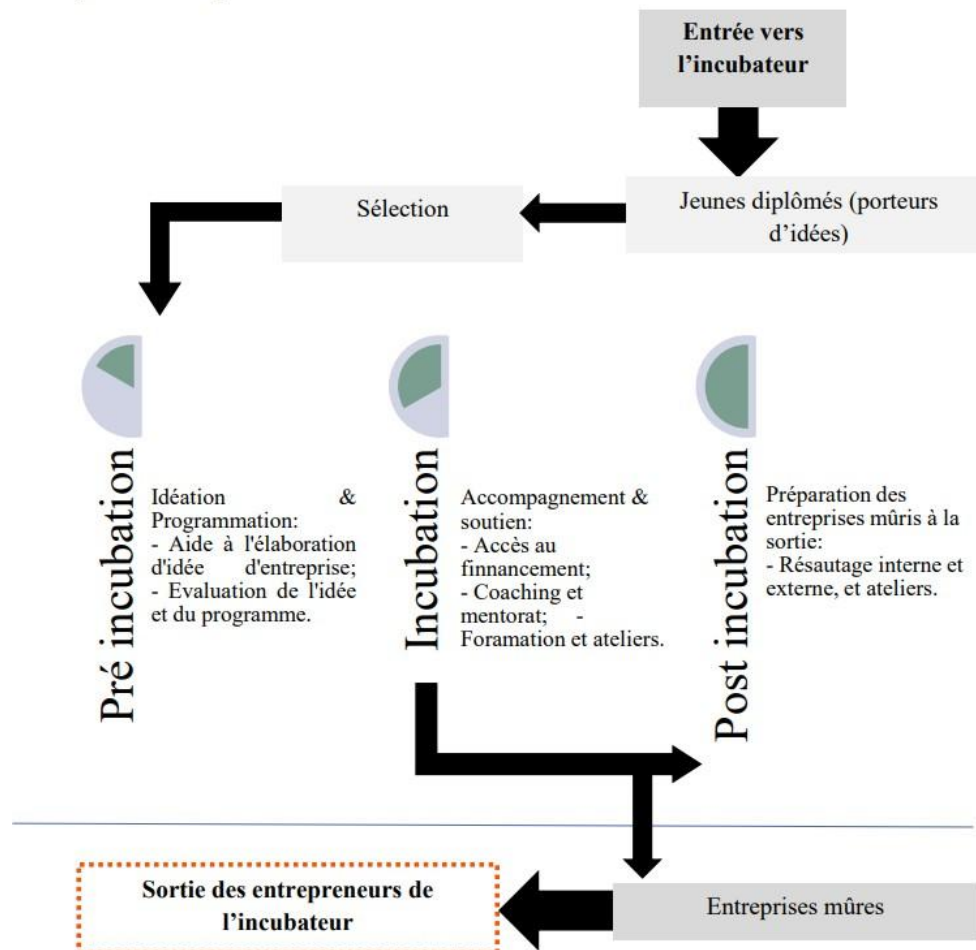 Entrée vers
l’incubateur
Jeunes diplômés (porteurs
d’idées)
Sélection
Pré incubation
Idéation &
Programmation:
- Aide à l'élaboration
d'idée d'entreprise;
- Evaluation de l'idée
et du programme.
Incubation
Accompagnement &
soutien:
- Accès au
finnancement;
- Coaching et
mentorat; -
Foramation et ateliers.
Post incubation
Préparation des
entreprises mûris à la
sortie:
- Résautage interne et
externe, et ateliers.
Entreprises mûres
Sortie des entrepreneurs de
l’incubateur